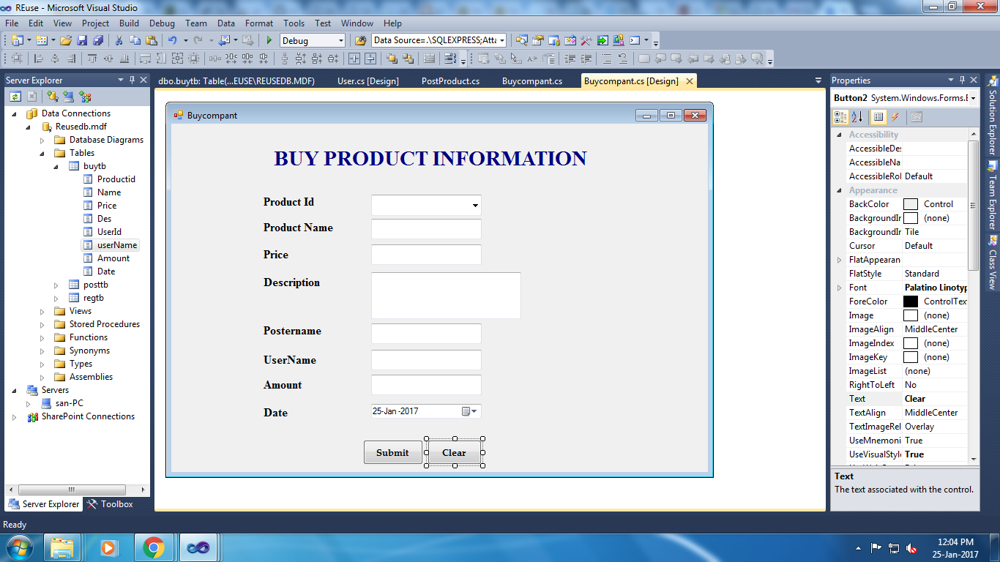 REuse - Microsoft Visual Studio
File Edit View Project Build Debug Team Data Format Tools Test Window Help
Debug
Data Source=.\SQLEXPRESS;Atta
Server Explorer
Data Connections
Reusedb.mdf
Database Diagrams
Tables
buytb
Productid
Name
Price
Des
UserId
userName
Amount
Date
posttb
regtb
Views
Stored Procedures
Functions
Synonyms
Types
Assemblies
Servers
san-PC
SharePoint Connections
Server Explorer Toolbox
dbo.buytb: Table(...EUSE\REUSEDB.MDF) User.cs [Design] PostProduct.cs Buycompant.cs Buycompant.cs [Design]
Buycompant
BUY PRODUCT INFORMATION
Product Id
Product Name
Price
Description
Postername
UserName
Amount
Date 25-Jan -2017
Submit Clear
Properties
Button2 System.Windows.Forms.B
Accessibility
AccessibleDes
AccessibleNa
AccessibleRol Default
Appearance
BackColor Control
BackgroundIr (none)
BackgroundIr Tile
Cursor Default
FlatAppearan
FlatStyle Standard
Font Palatino Linotyp
ForeColor ControlText
Image (none)
ImageAlign MiddleCenter
ImageIndex (none)
ImageKey (none)
ImageList (none)
RightToLeft No
Text Clear
TextAlign MiddleCenter
TextImageRel Overlay
UseMnemoni True
UseVisualStyle True
Text
The text associated with the control.
Solution Explorer
Team Explorer
Class View
Ready
12:04 PM
25-Jan-2017